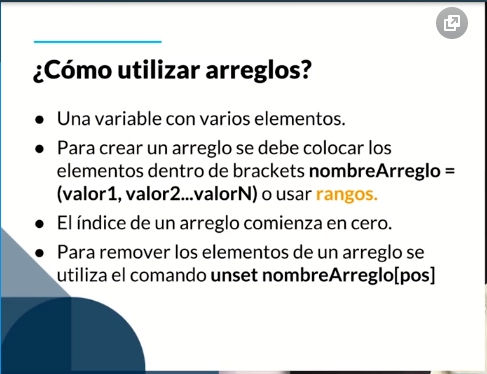 ¿Cómo utilizar arreglos?
● Una variable con varios elementos.
● Para crear un arreglo se debe colocar los
elementos dentro de brackets nombreArreglo =
(valor1, valor2...valorN) o usar rangos.
● El índice de un arreglo comienza en cero.
● Para remover los elementos de un arreglo se
utiliza el comando unset nombreArreglo[pos]